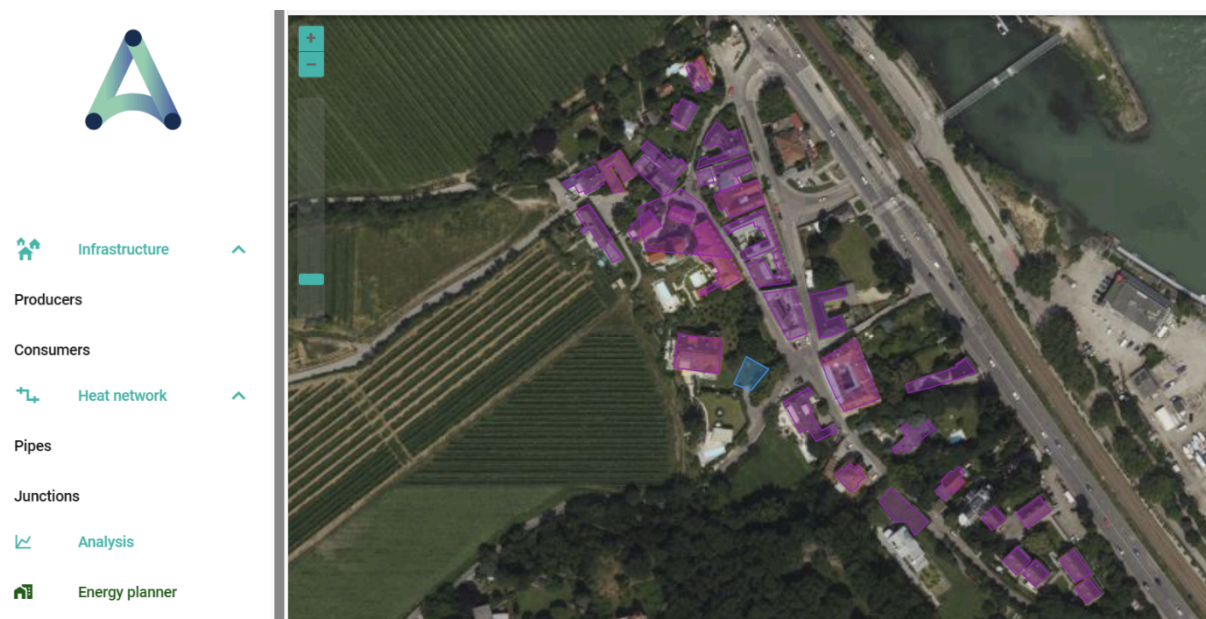 Infrastructure
Producers
Consumers
Heat network
Pipes
Junctions
Analysis
Energy planner
+
−